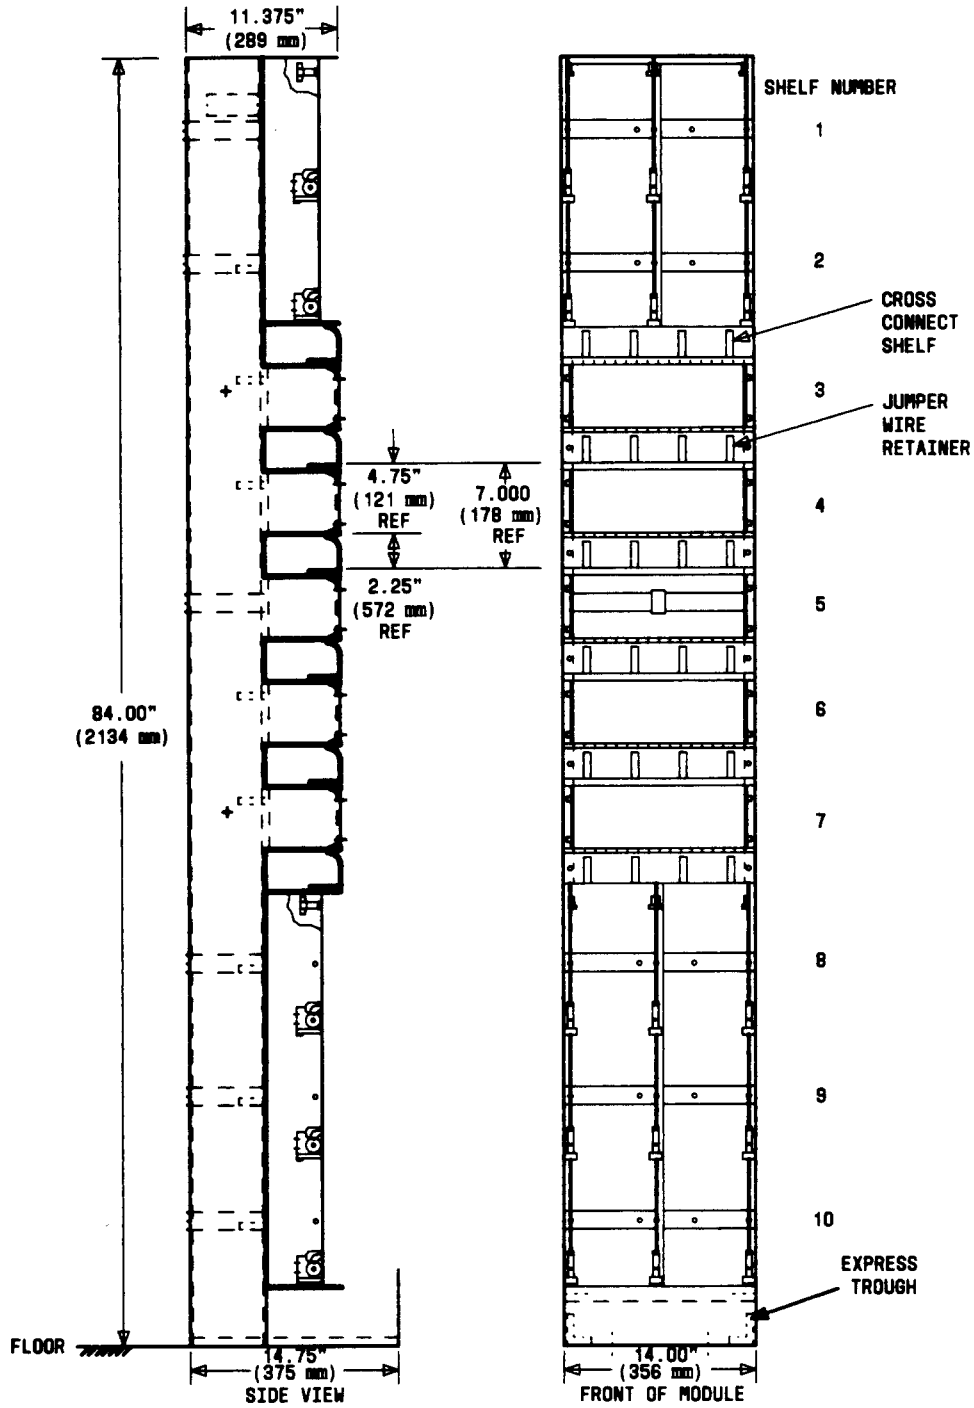 11.375"
(289 mm)
SHELF NUMBER
1
2
CROSS
CONNECT
SHELF
3
JUMPER
WIRE
RETAINER
4.75"
(121 mm)
REF
7.000
(178 mm)
REF
4
2.25"
(572 mm)
REF
5
84.00"
(2134 mm)
6
7
8
9
10
EXPRESS
TROUGH
FLOOR
14.75"
(375 mm)
SIDE VIEW
14.00"
(356 mm)
FRONT OF MODULE